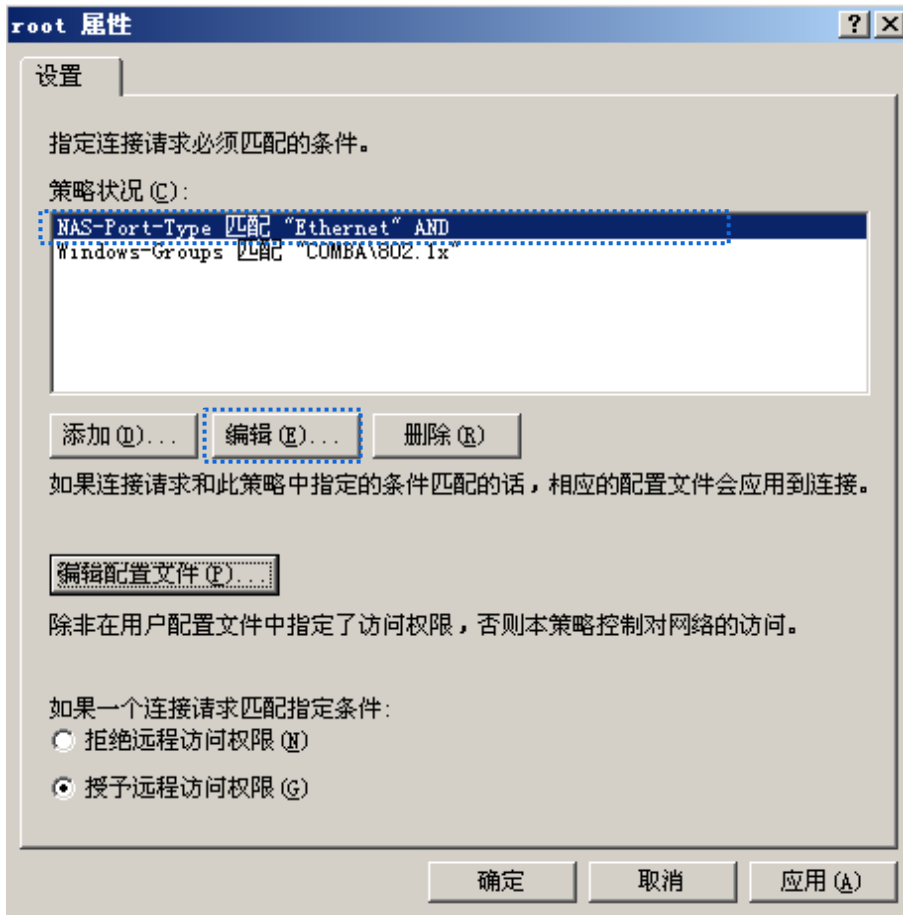 root 属性
设置
指定连接请求必须匹配的条件。
策略状况(C):
NAS-Port-Type 匹配 "Ethernet" AND
Windows-Groups 匹配 "COMBA\802.1x"
添加(D)... 编辑(E)... 删除(R)
如果连接请求和此策略中指定的条件匹配的话，相应的配置文件会应用到连接。
编辑配置文件(P)...
除非在用户配置文件中指定了访问权限，否则本策略控制对网络的访问。
如果一个连接请求匹配指定条件:
拒绝远程访问权限(N)
授予远程访问权限(G)
确定 取消 应用(A)